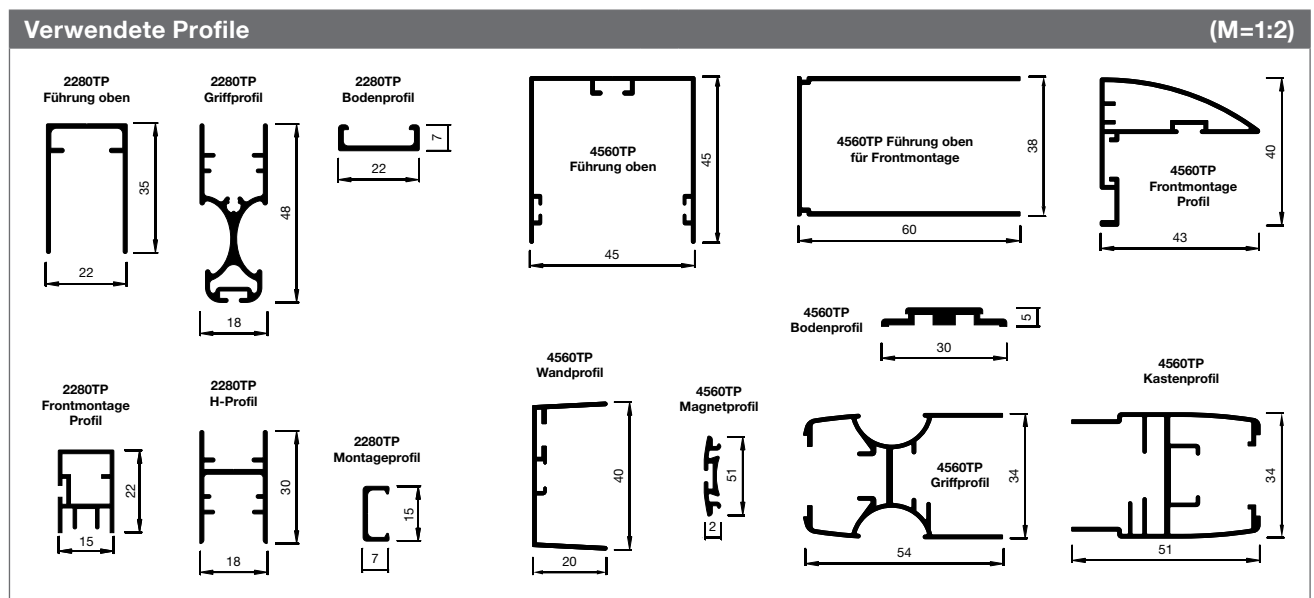 Verwendete Profile (M=1:2)
2280TP
Führung oben
35
22
2280TP
Griffprofil
48
18
2280TP
Bodenprofil
7
22
4560TP
Führung oben
45
45
4560TP Führung oben
für Frontmontage
38
60
4560TP
Frontmontage
Profil
40
43
4560TP
Bodenprofil
5
30
2280TP
Frontmontage
Profil
22
15
2280TP
H-Profil
30
18
2280TP
Montageprofil
15
7
4560TP
Wandprofil
40
20
4560TP
Magnetprofil
51
2
4560TP
Griffprofil
34
54
4560TP
Kastenprofil
34
51